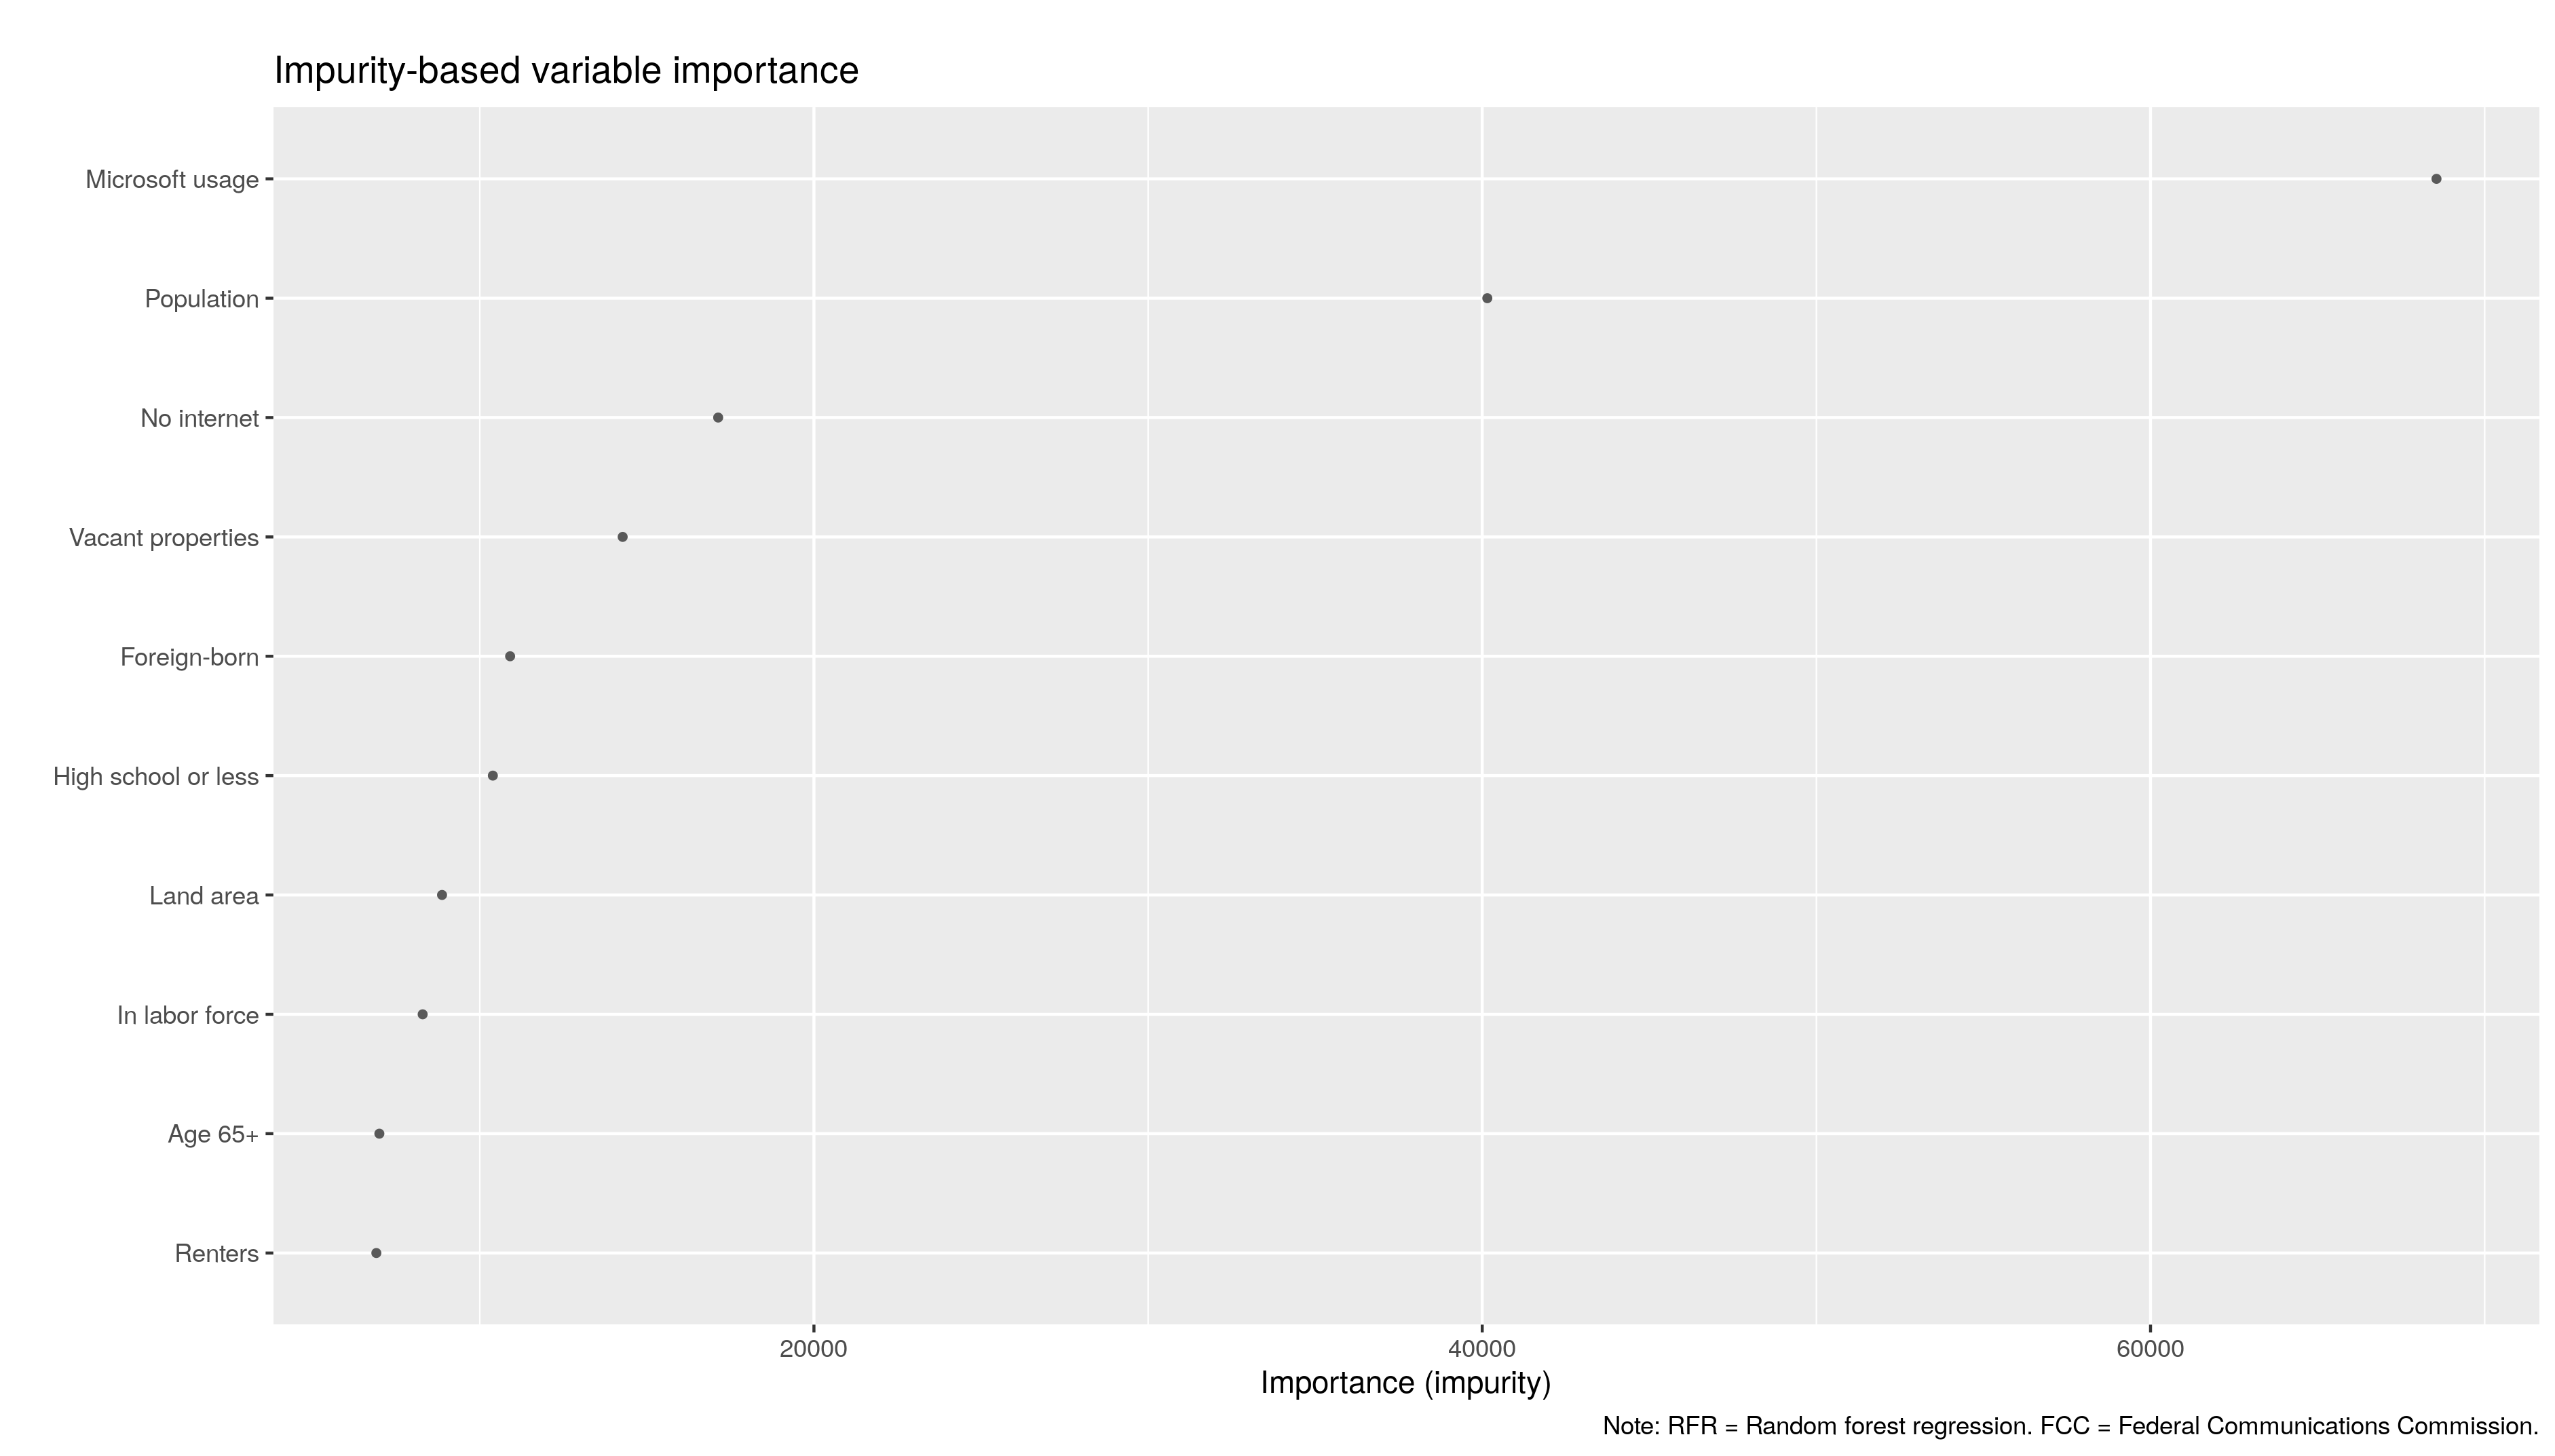 Impurity-based variable importance
Microsoft usage
Population
No internet
Vacant properties
Foreign-born
High school or less
Land area
In labor force
Age 65+
Renters
20000
40000
60000
Importance (impurity)
Note: RFR = Random forest regression. FCC = Federal Communications Commission.